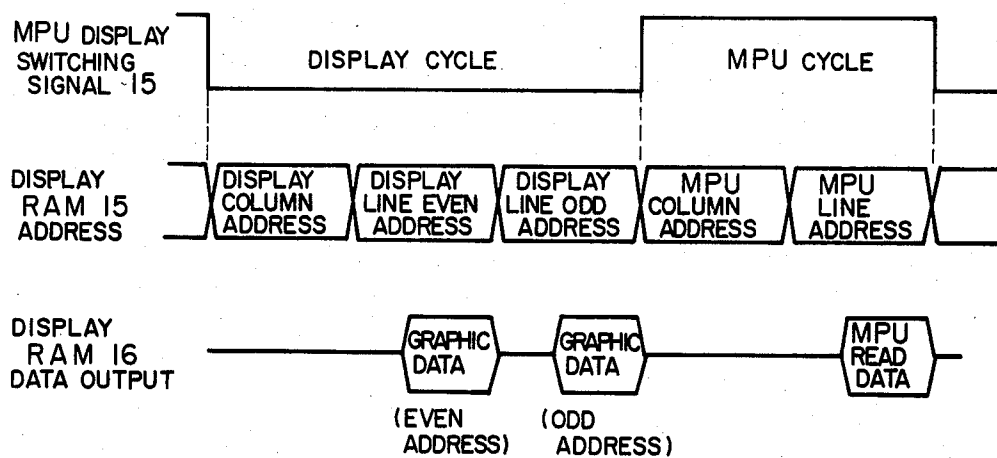 MPU DISPLAY
SWITCHING
SIGNAL 15
DISPLAY CYCLE
MPU CYCLE
DISPLAY
RAM 15
ADDRESS
DISPLAY
COLUMN
ADDRESS
DISPLAY
LINE EVEN
ADDRESS
DISPLAY
LINE ODD
ADDRESS
MPU
COLUMN
ADDRESS
MPU
LINE
ADDRESS
DISPLAY
RAM 16
DATA OUTPUT
GRAPHIC
DATA
GRAPHIC
DATA
MPU
READ
DATA
(EVEN
ADDRESS)
(ODD
ADDRESS)